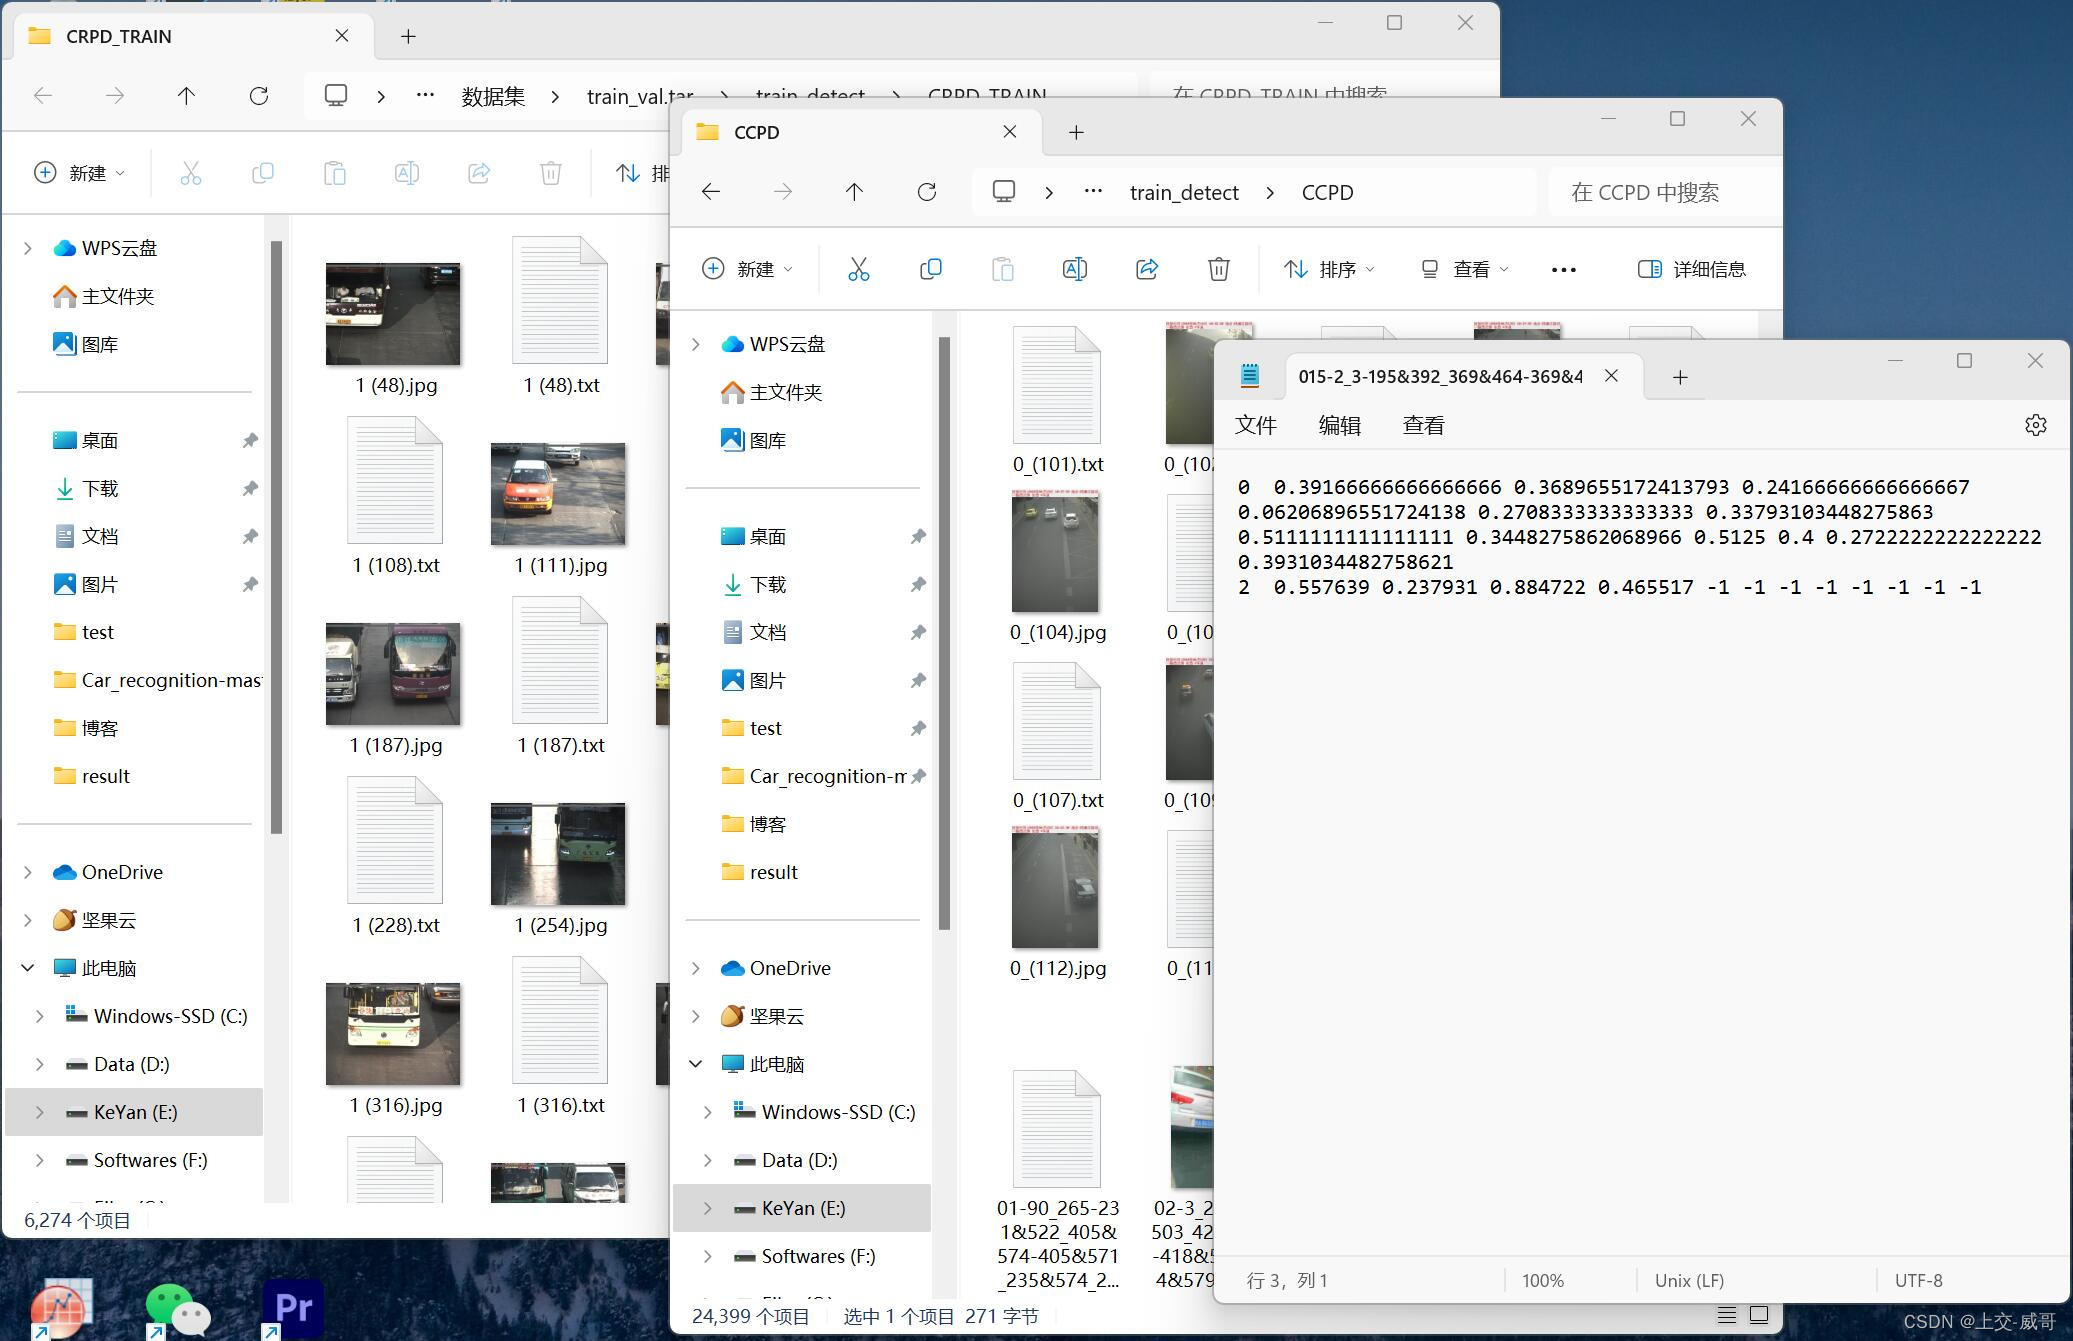 CRPD_TRAIN
数据集 train_val.tar train_detect CRPD_TRAIN
在 CRPD_TRAIN 中搜索
新建
排
WPS云盘
主文件夹
图库
桌面
下载
文档
图片
test
Car_recognition-mas
博客
result
OneDrive
坚果云
此电脑
Windows-SSD (C:)
Data (D:)
KeYan (E:)
Softwares (F:)
1 (48).jpg
1 (48).txt
1 (108).txt
1 (111).jpg
1 (187).jpg
1 (187).txt
1 (228).txt
1 (254).jpg
1 (316).jpg
1 (316).txt
6,274 个项目
CCPD
train_detect CCPD
在 CCPD 中搜索
新建
排序
查看
详细信息
WPS云盘
主文件夹
图库
桌面
下载
文档
图片
test
Car_recognition-m
博客
result
OneDrive
坚果云
此电脑
Windows-SSD (C:)
Data (D:)
KeYan (E:)
Softwares (F:)
0_(101).txt
0_(102
0_(104).jpg
0_(10
0_(107).txt
0_(109
0_(112).jpg
0_(11
01-90_265-23
1&522_405&
574-405&571
_235&574_2...
02-3_2
503_42
-418&5
4&579
24,399 个项目 选中 1 个项目 271 字节
015-2_3-195&392_369&464-369&4
文件 编辑 查看
0 0.39166666666666666 0.3689655172413793 0.24166666666666667
0.06206896551724138 0.2708333333333333 0.33793103448275863
0.5111111111111111 0.3448275862068966 0.5125 0.4 0.2722222222222222
0.3931034482758621
2 0.557639 0.237931 0.884722 0.465517 -1 -1 -1 -1 -1 -1 -1 -1
行 3，列 1 100% Unix (LF) UTF-8
Pr
CSDN @上交-威哥